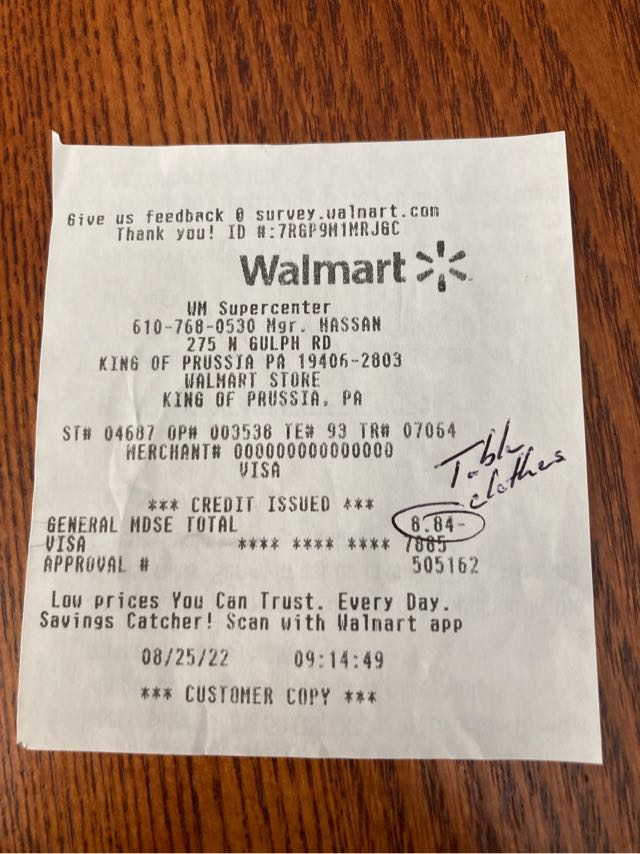 Give us feedback @ survey.walmart.com
Thank you! ID #:7RGP9M1MRJGC
Walmart
WM Supercenter
610-768-0530 Mgr. HASSAN
275 N GULPH RD
KING OF PRUSSIA PA 19406-2803
WALMART STORE
KING OF PRUSSIA, PA
ST# 04687 OP# 003538 TE# 93 TR# 07064
MERCHANT# 000000000000000
VISA
Table
clothes
*** CREDIT ISSUED ***
GENERAL MDSE TOTAL 8.84-
VISA **** **** **** 7885
APPROVAL # 505162
Low prices You Can Trust. Every Day.
Savings Catcher! Scan with Walmart app
08/25/22 09:14:49
*** CUSTOMER COPY ***